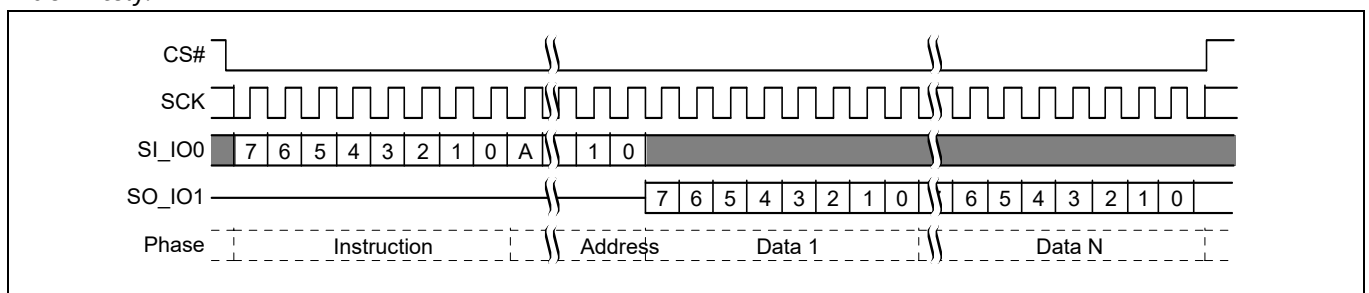 CS#
SCK
SI_IO0 7 6 5 4 3 2 1 0 A 1 0
SO_IO1 7 6 5 4 3 2 1 0 6 5 4 3 2 1 0
Phase Instruction Address Data 1 Data N